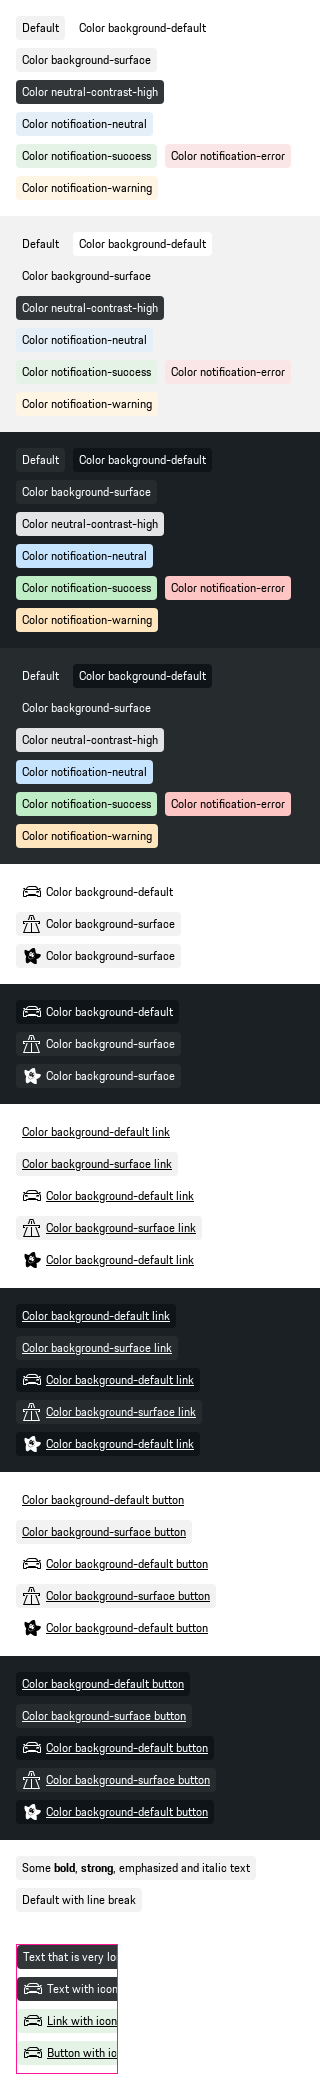 Default Color background-default
Color background-surface
Color neutral-contrast-high
Color notification-neutral
Color notification-success Color notification-error
Color notification-warning
Default Color background-default
Color background-surface
Color neutral-contrast-high
Color notification-neutral
Color notification-success Color notification-error
Color notification-warning
Default Color background-default
Color background-surface
Color neutral-contrast-high
Color notification-neutral
Color notification-success Color notification-error
Color notification-warning
Default Color background-default
Color background-surface
Color neutral-contrast-high
Color notification-neutral
Color notification-success Color notification-error
Color notification-warning
Color background-default
Color background-surface
Color background-surface
Color background-default
Color background-surface
Color background-surface
Color background-default link
Color background-surface link
Color background-default link
Color background-surface link
Color background-default link
Color background-default link
Color background-surface link
Color background-default link
Color background-surface link
Color background-default link
Color background-default button
Color background-surface button
Color background-default button
Color background-surface button
Color background-default button
Color background-default button
Color background-surface button
Color background-default button
Color background-surface button
Color background-default button
Some bold, strong, emphasized and italic text
Default with line break
Text that is very lo
Text with icon
Link with icon
Button with ic